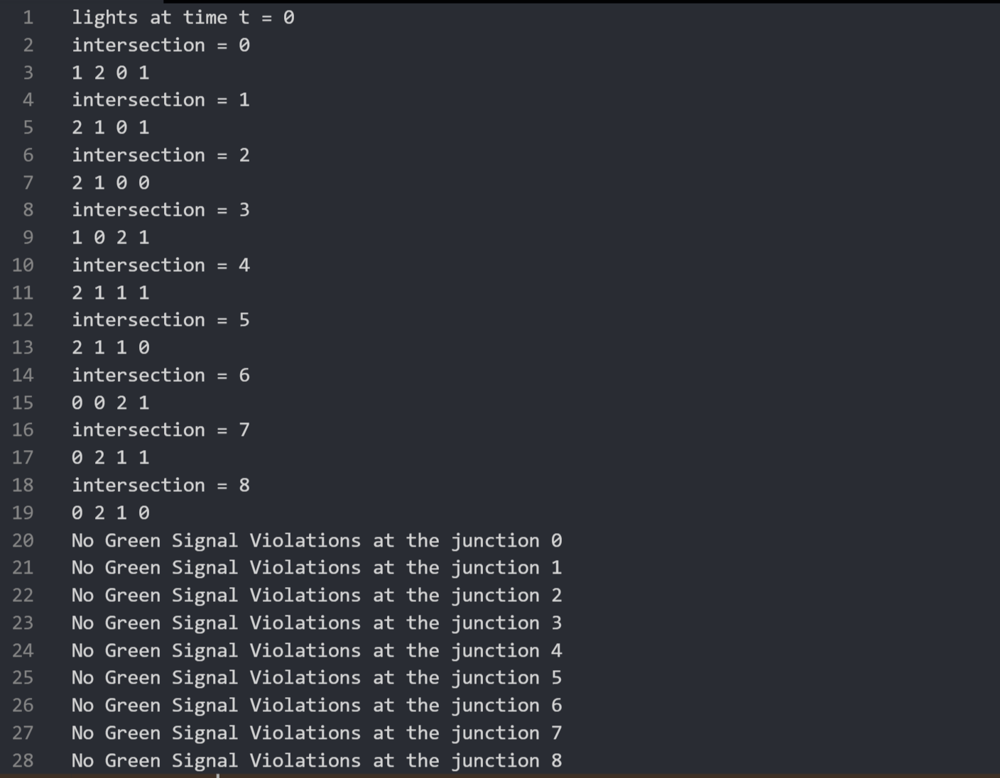 1 lights at time t = 0
2 intersection = 0
3 1 2 0 1
4 intersection = 1
5 2 1 0 1
6 intersection = 2
7 2 1 0 0
8 intersection = 3
9 1 0 2 1
10 intersection = 4
11 2 1 1 1
12 intersection = 5
13 2 1 1 0
14 intersection = 6
15 0 0 2 1
16 intersection = 7
17 0 2 1 1
18 intersection = 8
19 0 2 1 0
20 No Green Signal Violations at the junction 0
21 No Green Signal Violations at the junction 1
22 No Green Signal Violations at the junction 2
23 No Green Signal Violations at the junction 3
24 No Green Signal Violations at the junction 4
25 No Green Signal Violations at the junction 5
26 No Green Signal Violations at the junction 6
27 No Green Signal Violations at the junction 7
28 No Green Signal Violations at the junction 8